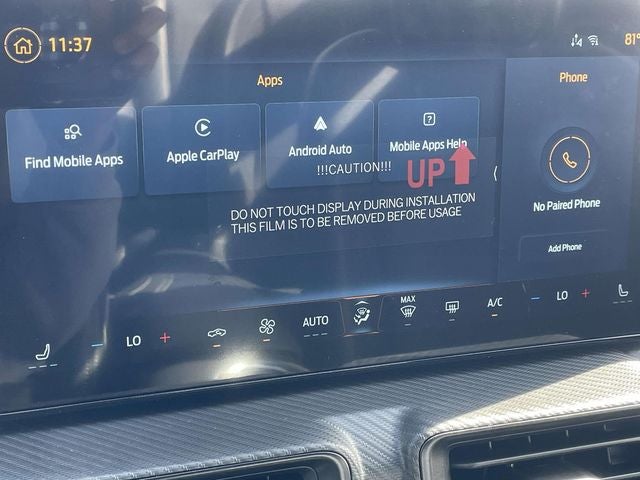 11:37
81°
Apps
Phone
Find Mobile Apps
Apple CarPlay
Android Auto
Mobile Apps Help
!!!CAUTION!!!
UP
DO NOT TOUCH DISPLAY DURING INSTALLATION
THIS FILM IS TO BE REMOVED BEFORE USAGE
No Paired Phone
Add Phone
LO
AUTO
MAX
A/C
LO